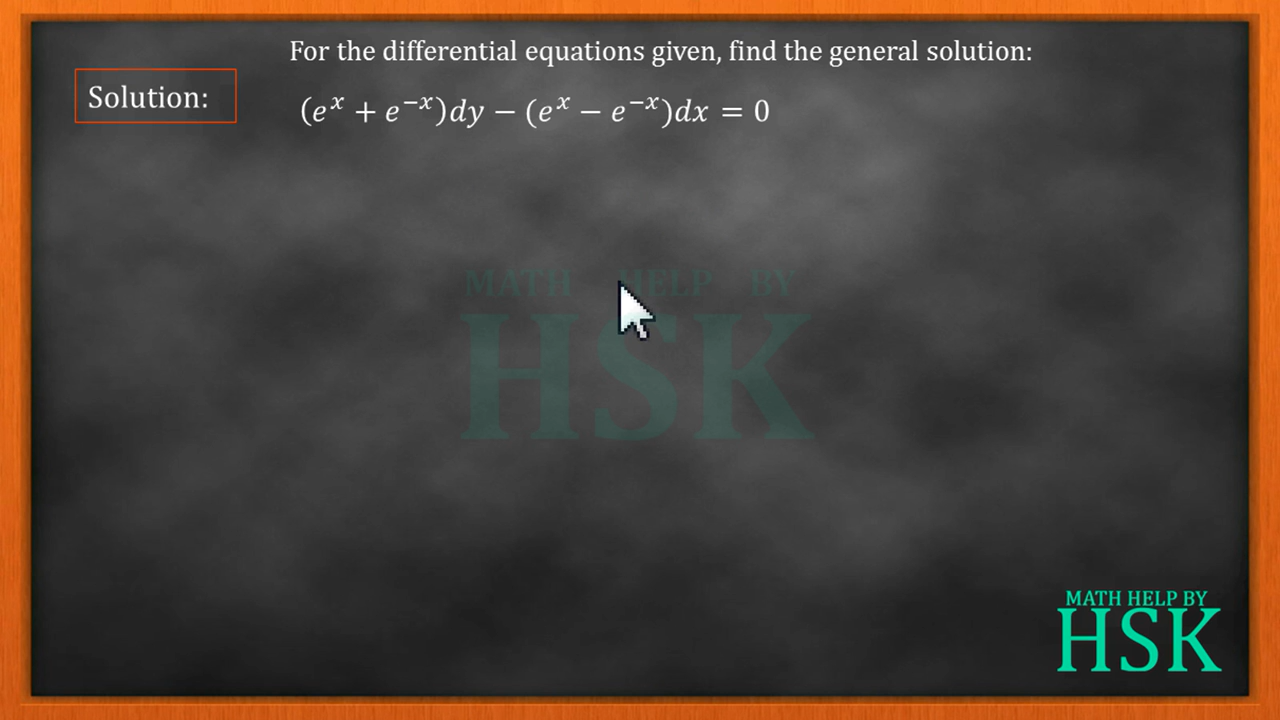 For the differential equations given, find the general solution:
Solution:
(e^x + e^{−x})dy − (e^x − e^{−x})dx = 0
MATH HELP BY
HSK
MATH HELP BY
HSK